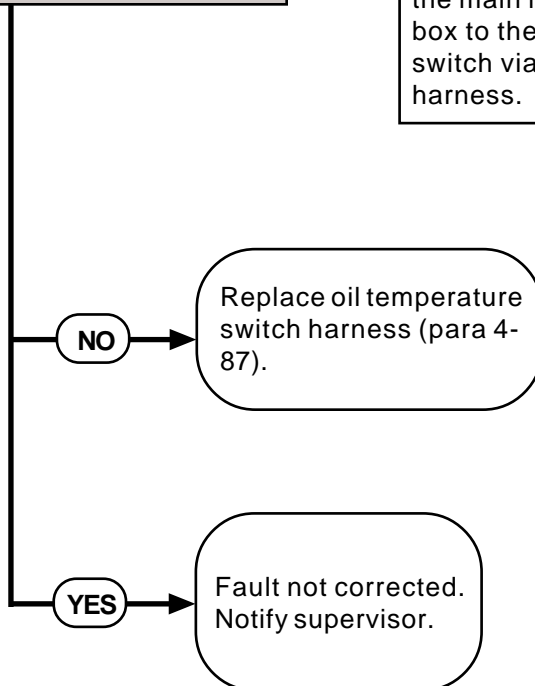 the main
box to the
switch via
harness.
NO
Replace oil temperature
switch harness (para 4-
87).
YES
Fault not corrected.
Notify supervisor.